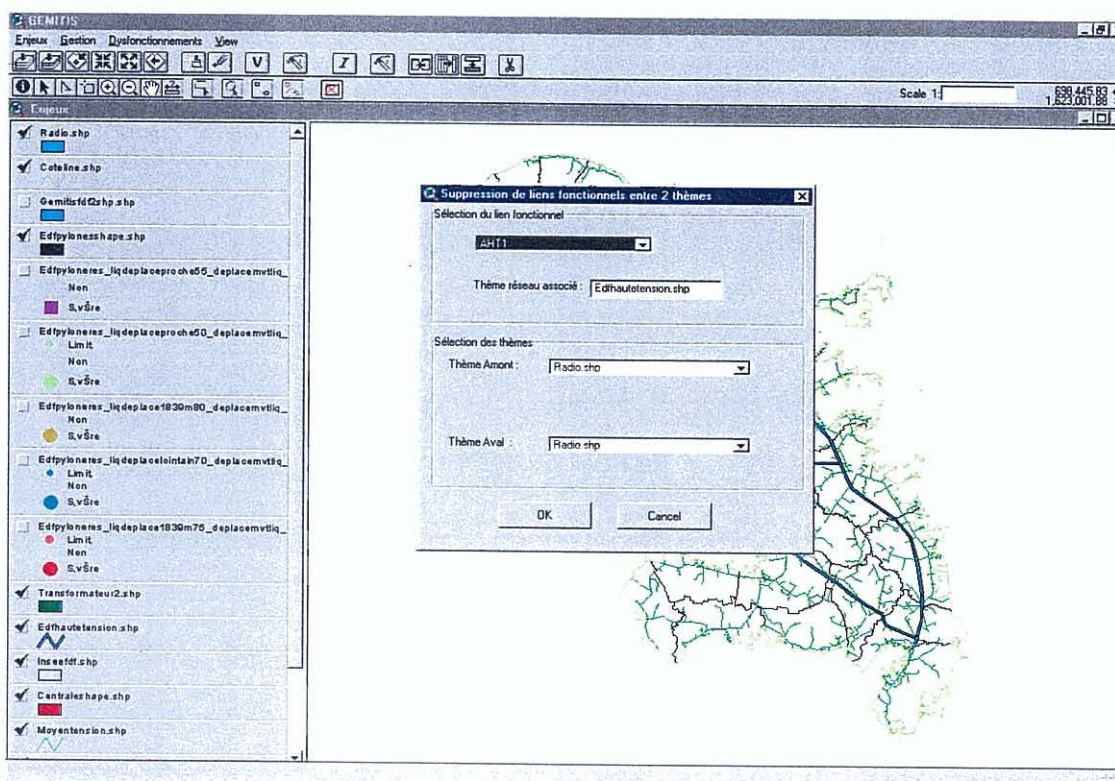 GEMITIS
Enjeux Gestion Dysfonctionnements View
V I
Scale 1:
698,445.83
1,623,001.88
Enjeux
Radio.shp
Coteline.shp
Gemitisfdf2shp.shp
Edfpylonesshape.shp
Edfpyloneres_liqdeplaceproche55_deplacemvtliq_
Non
S,vŠre
Edfpyloneres_liqdeplaceproche50_deplacemvtliq_
Limit
Non
S,vŠre
Edfpyloneres_liqdeplace1839m80_deplacemvtliq_
Non
S,vŠre
Edfpyloneres_liqdeplacelointain70_deplacemvtliq_
Limit
Non
S,vŠre
Edfpyloneres_liqdeplace1839m75_deplacemvtliq_
Limit
Non
S,vŠre
Transformateur2.shp
Edfhautetension.shp
Inseefdf.shp
Centraleshape.shp
Moyentension.shp
Suppression de liens fonctionnels entre 2 thèmes
Sélection du lien fonctionnel
AHT1
Thème réseau associé : Edfhautetension.shp
Sélection des thèmes
Thème Amont : Radio.shp
Thème Aval : Radio.shp
OK Cancel